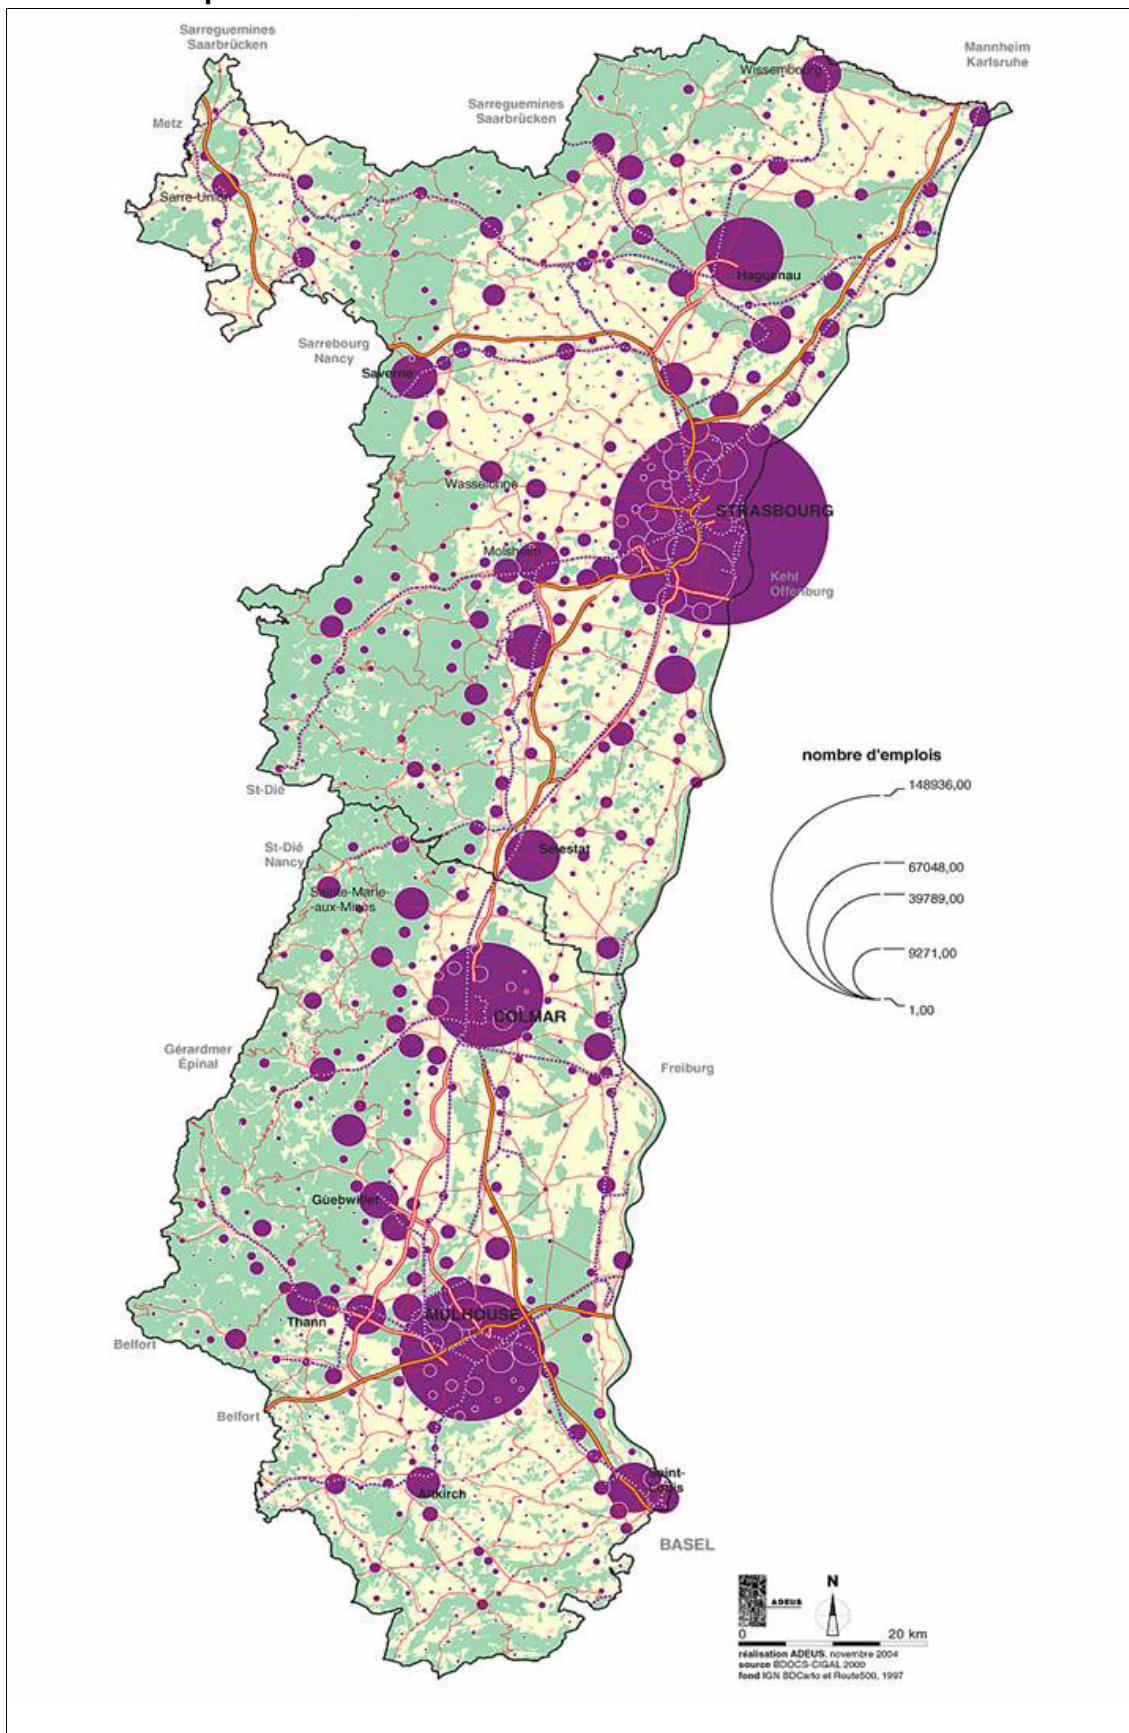 Sarreguemines
Saarbrücken
Mannheim
Karlsruhe
Wissembourg
Sarreguemines
Saarbrücken
Metz
Sarre-Union
Haguenau
Sarrebourg
Nancy
Saverne
Wasselonne
STRASBOURG
Molsheim
Kehl
Offenburg
nombre d'emplois
148936,00
67048,00
39789,00
9271,00
1,00
St-Dié
St-Dié
Nancy
Sélestat
Sainte-Marie-
-aux-Mines
COLMAR
Gérardmer
Épinal
Freiburg
Guebwiller
MULHOUSE
Thann
Belfort
Belfort
Saint-
Louis
Altkirch
BASEL
N
ADEUS
0 20 km
réalisation ADEUS, novembre 2004
source BDOCS-CIGAL 2000
fond IGN BDCarto et Route500, 1997